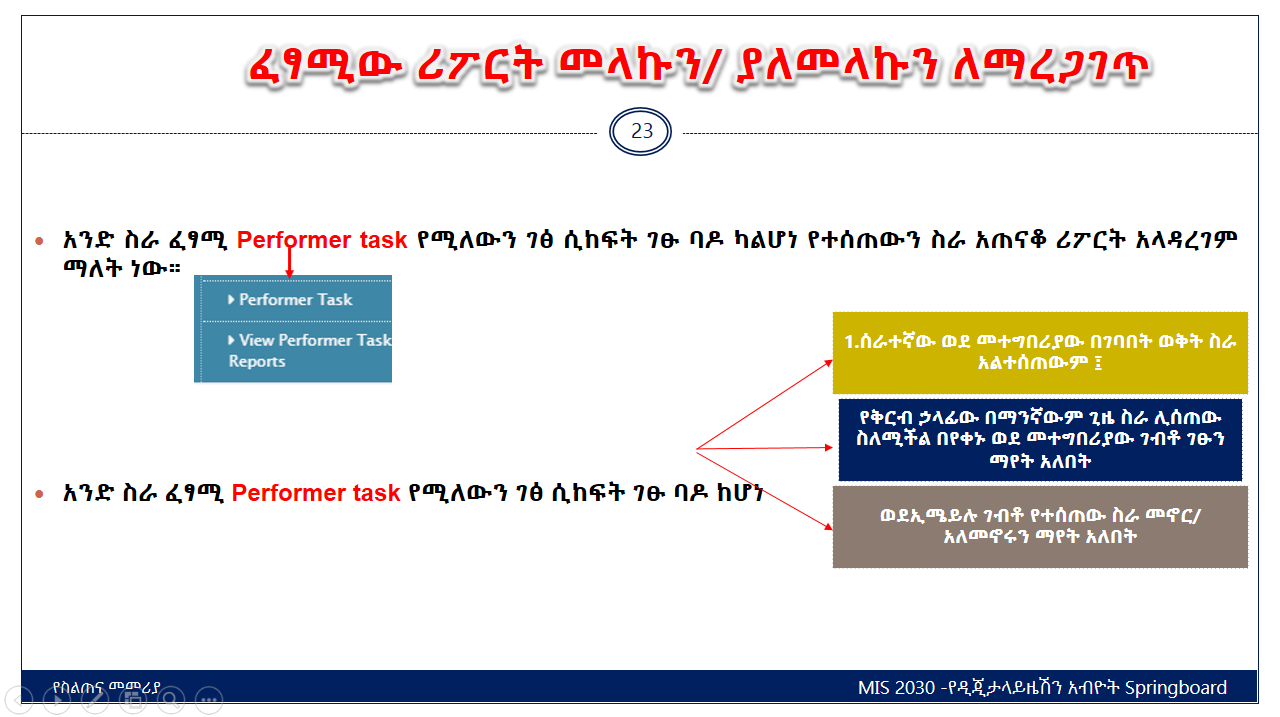 ፈፃሚው ሪፖርት መላኩን/ ያለመላኩን ለማረጋገጥ
23
አንድ ስራ ፈፃሚ Performer task የሚለውን ገፅ ሲከፍት ገፁ ባዶ ካልሆነ የተሰጠውን ስራ አጠናቆ ሪፖርት አላዳረገም
ማለት ነው።
Performer Task
View Performer Task
Reports
1.ሰራተኛው ወደ መተግበሪያው በገባበት ወቅት ስራ
አልተሰጠውም ፤
የቅርብ ኃላፊው በማንኛውም ጊዜ ስራ ሊሰጠው
ስለሚችል በየቀኑ ወደ መተግበሪያው ገብቶ ገፁን
ማየት አለበት
አንድ ስራ ፈፃሚ Performer task የሚለውን ገፅ ሲከፍት ገፁ ባዶ ከሆነ
ወደኢሜይሉ ገብቶ የተሰጠው ስራ መኖር/
አለመኖሩን ማየት አለበት
የስልጠና መመሪያ
MIS 2030 -የዲጂታላይዜሽን አብዮት Springboard